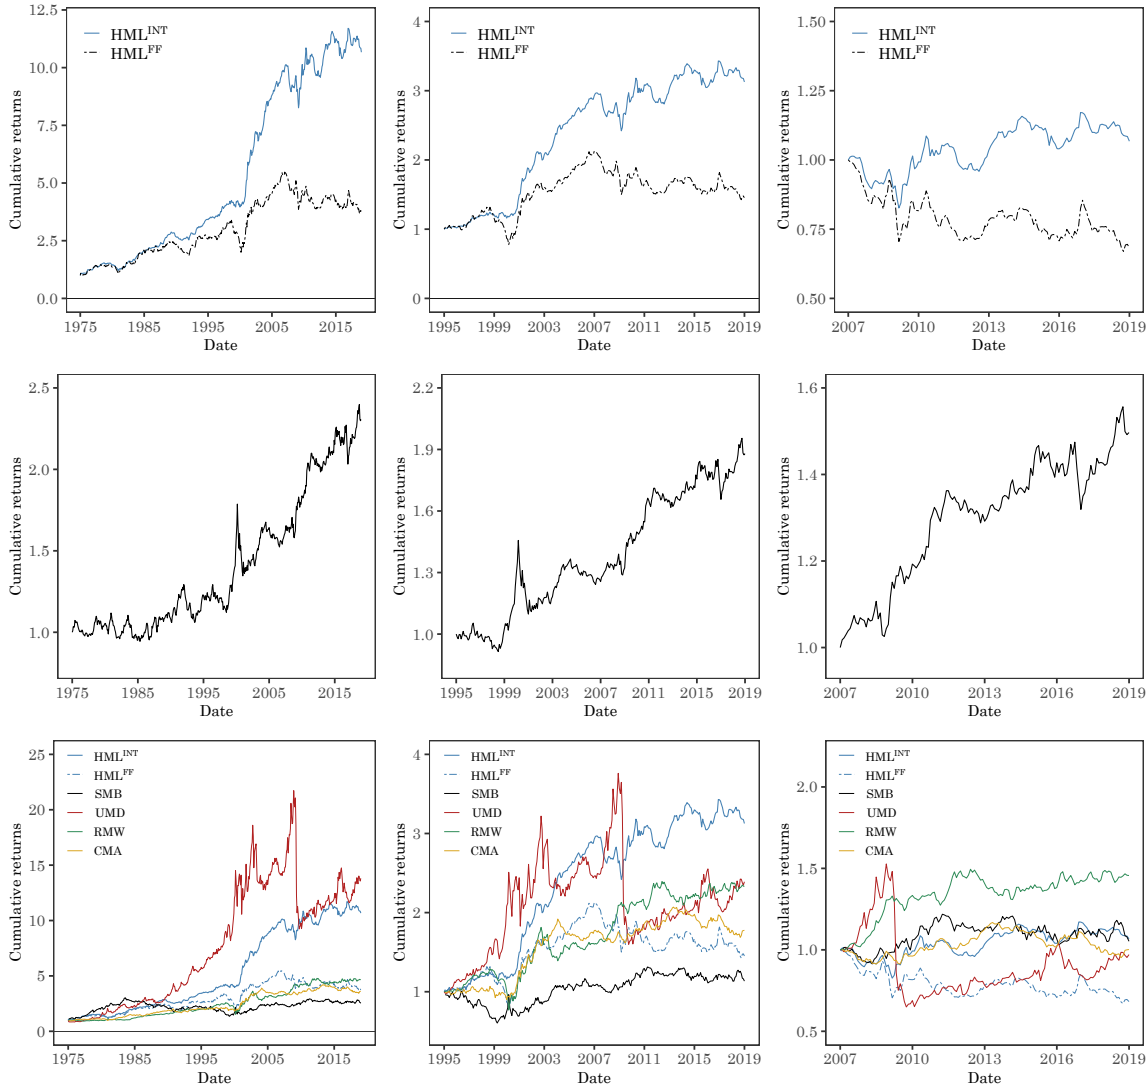 12.5
10.0
7.5
5.0
2.5
0.0
Cumulative returns
HML^INT
HML^FF
1975 1985 1995 2005 2015
Date
4
3
2
1
0
Cumulative returns
HML^INT
HML^FF
1995 1999 2003 2007 2011 2015 2019
Date
1.50
1.25
1.00
0.75
0.50
Cumulative returns
HML^INT
HML^FF
2007 2010 2013 2016 2019
Date
2.5
2.0
1.5
1.0
Cumulative returns
1975 1985 1995 2005 2015
Date
2.2
1.9
1.6
1.3
1.0
Cumulative returns
1995 1999 2003 2007 2011 2015 2019
Date
1.6
1.4
1.2
1.0
Cumulative returns
2007 2010 2013 2016 2019
Date
25
20
15
10
5
0
Cumulative returns
HML^INT
HML^FF
SMB
UMD
RMW
CMA
1975 1985 1995 2005 2015
Date
4
3
2
1
Cumulative returns
HML^INT
HML^FF
SMB
UMD
RMW
CMA
1995 1999 2003 2007 2011 2015 2019
Date
2.0
1.5
1.0
0.5
Cumulative returns
HML^INT
HML^FF
SMB
UMD
RMW
CMA
2007 2010 2013 2016 2019
Date